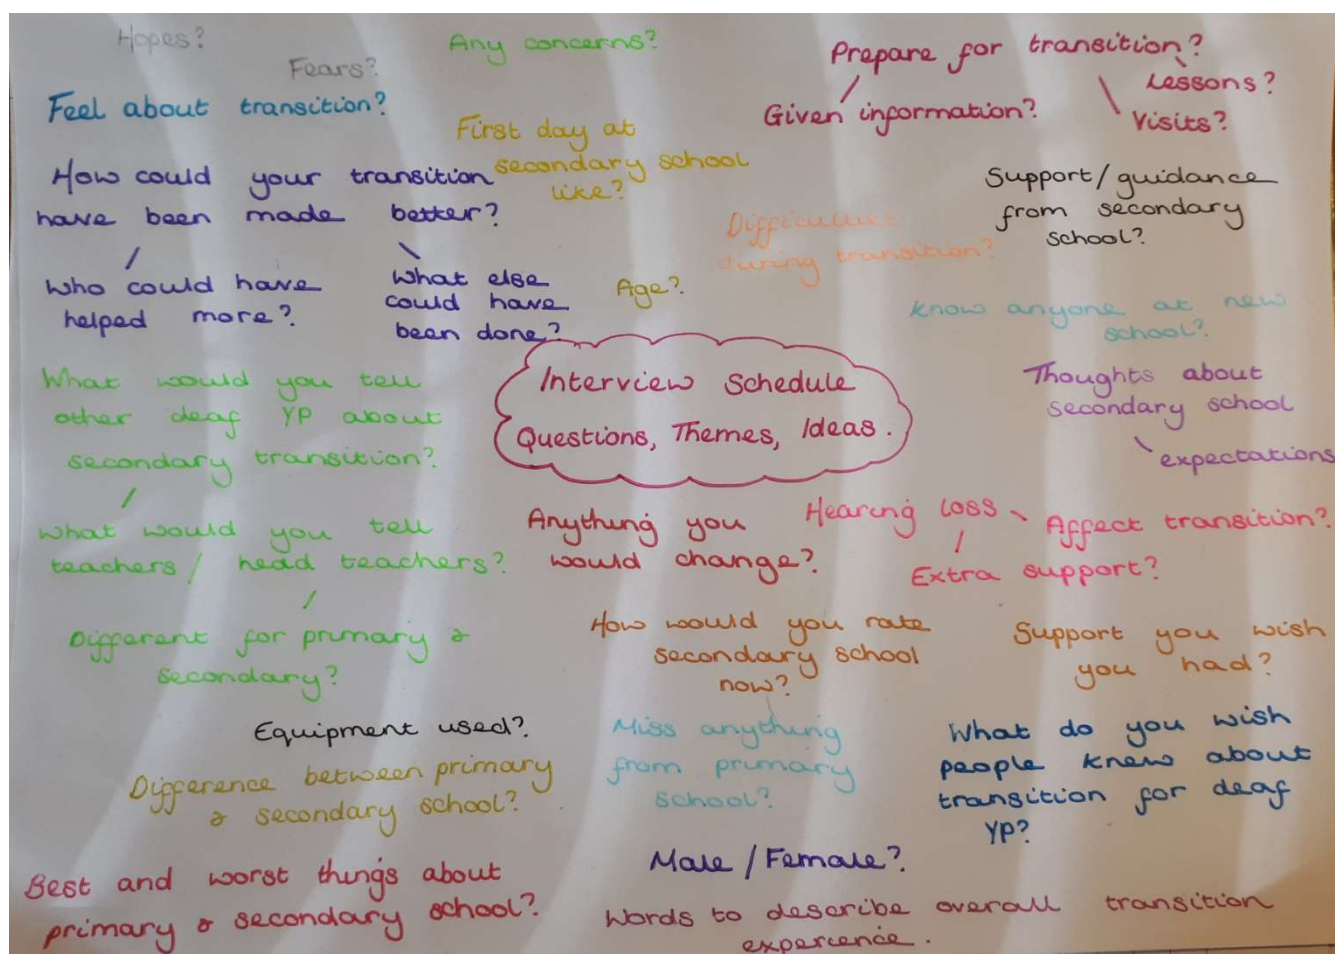 Hopes?
Fears?
Any concerns?
Feel about transition?
First day at
secondary school
like?
Prepare for transition?
Lessons?
Given information?
Visits?
How could your transition
have been made better?
Who could have
helped more?
What else
could have
been done?
Age?
Difficulties
during transition?
Support/guidance
from secondary
school?
Know anyone at new
school?
What would you tell
other deaf YP about
secondary transition?
Interview Schedule
Questions, Themes, Ideas.
Thoughts about
secondary school
expectations
What would you tell
teachers / head teachers?
Anything you
would change?
Hearing loss
Affect transition?
Extra support?
Different for primary &
secondary?
How would you rate
secondary school
now?
Support you wish
you had?
Equipment used?
Difference between primary
& secondary school?
Miss anything
from primary
school?
What do you wish
people knew about
transition for deaf
YP?
Best and worst things about
primary & secondary school?
Male / Female?
Words to describe overall transition
experience.